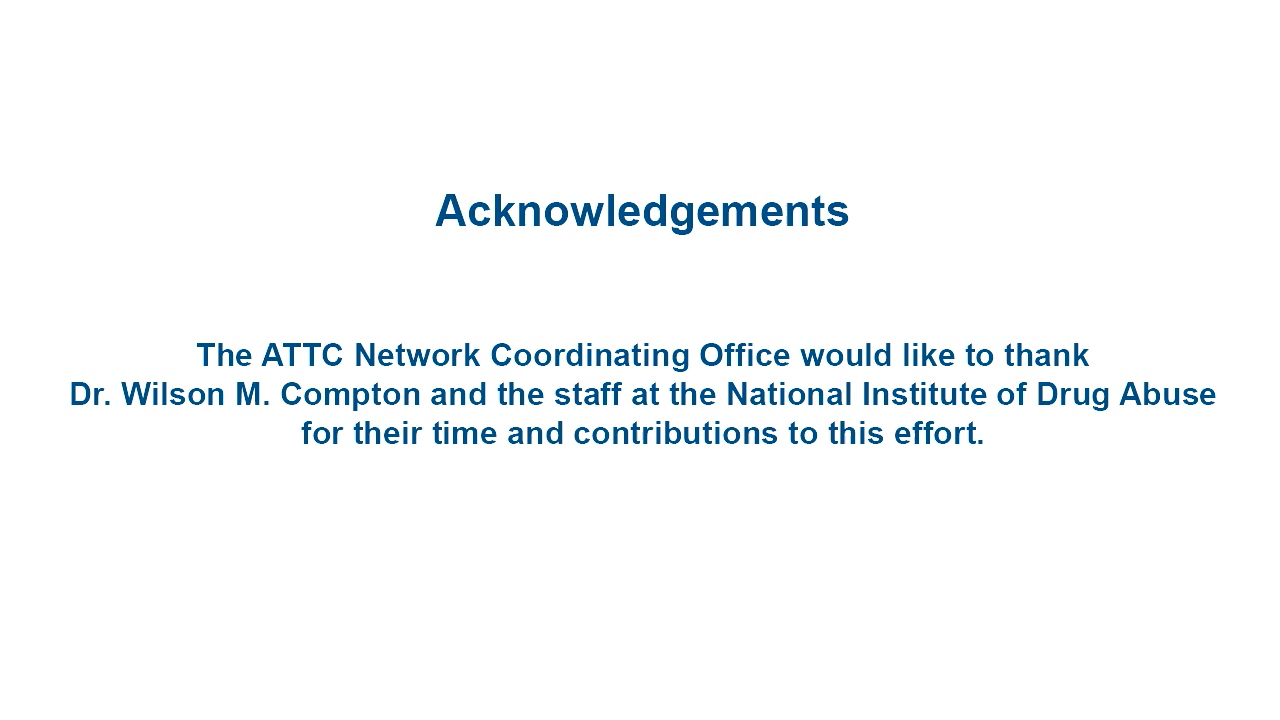 Acknowledgements
The ATTC Network Coordinating Office would like to thank
Dr. Wilson M. Compton and the staff at the National Institute of Drug Abuse
for their time and contributions to this effort.